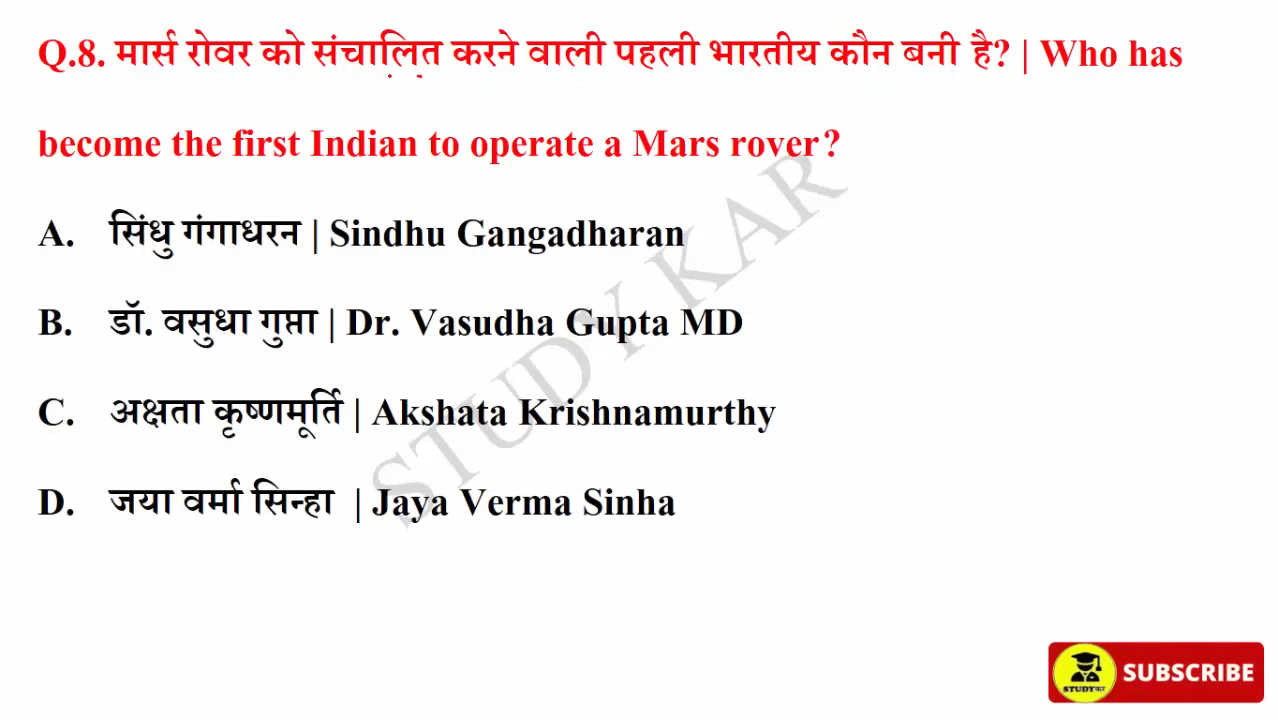 Q.8. मार्स रोवर को संचालित करने वाली पहली भारतीय कौन बनी है? | Who has
become the first Indian to operate a Mars rover?
A. सिंधु गंगाधरन | Sindhu Gangadharan
B. डॉ. वसुधा गुप्ता | Dr. Vasudha Gupta MD
C. अक्षता कृष्णमूर्ति | Akshata Krishnamurthy
D. जया वर्मा सिन्हा | Jaya Verma Sinha
STUDY KAR
STUDYकर
SUBSCRIBE